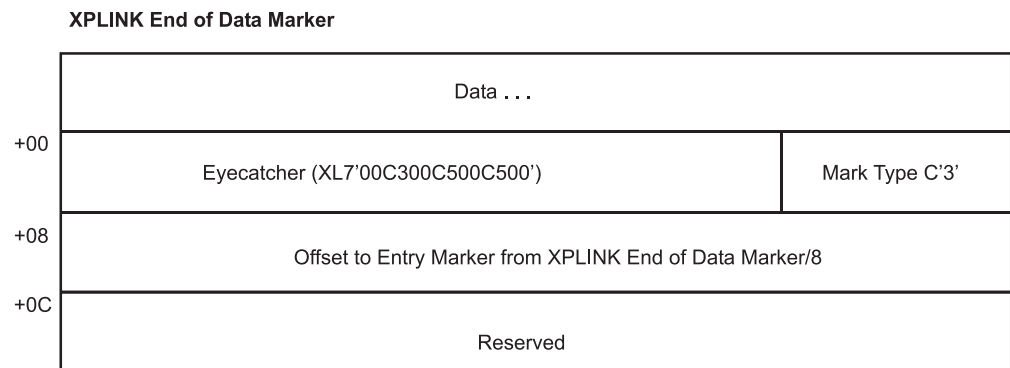 XPLINK End of Data Marker
Data . . .
+00
Eyecatcher (XL7'00C300C500C500') Mark Type C'3'
+08
Offset to Entry Marker from XPLINK End of Data Marker/8
+0C
Reserved